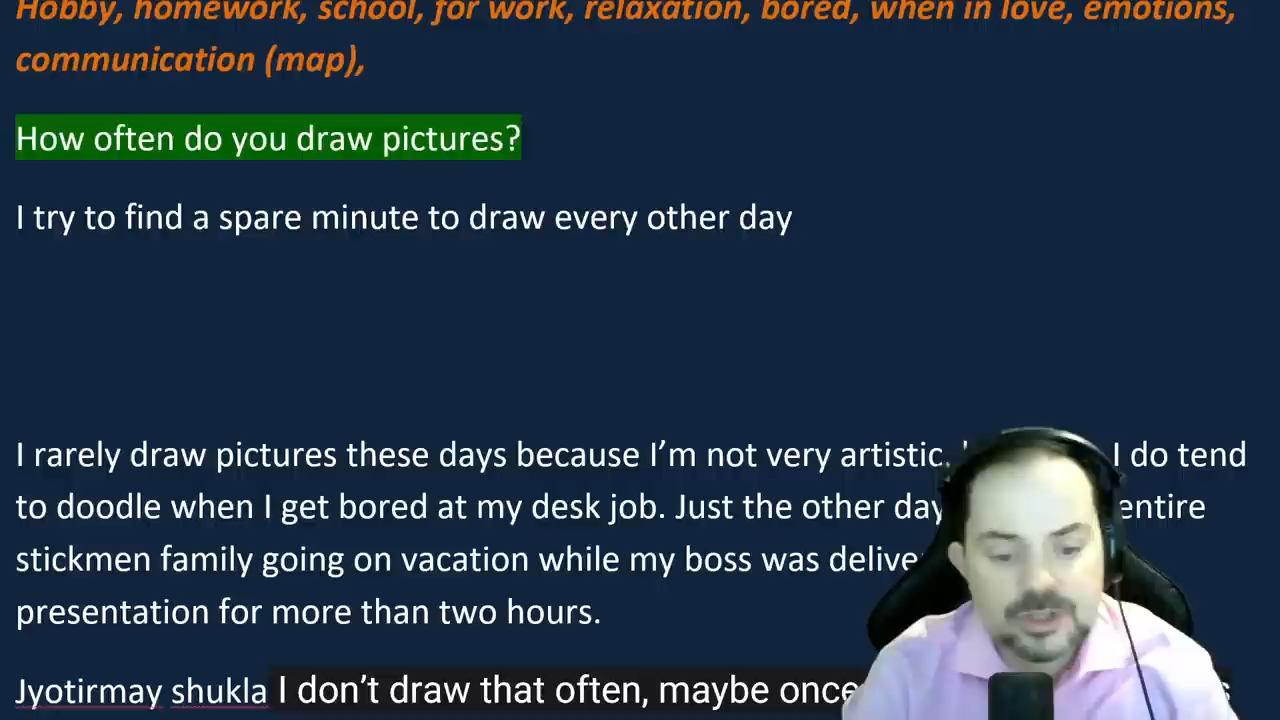 Hobby, homework, school, for work, relaxation, bored, when in love, emotions,
communication (map),
How often do you draw pictures?
I try to find a spare minute to draw every other day
I rarely draw pictures these days because I’m not very artistic. I do tend
to doodle when I get bored at my desk job. Just the other day entire
stickmen family going on vacation while my boss was
presentation for more than two hours.
Jyotirmay shukla I don’t draw that often, maybe once